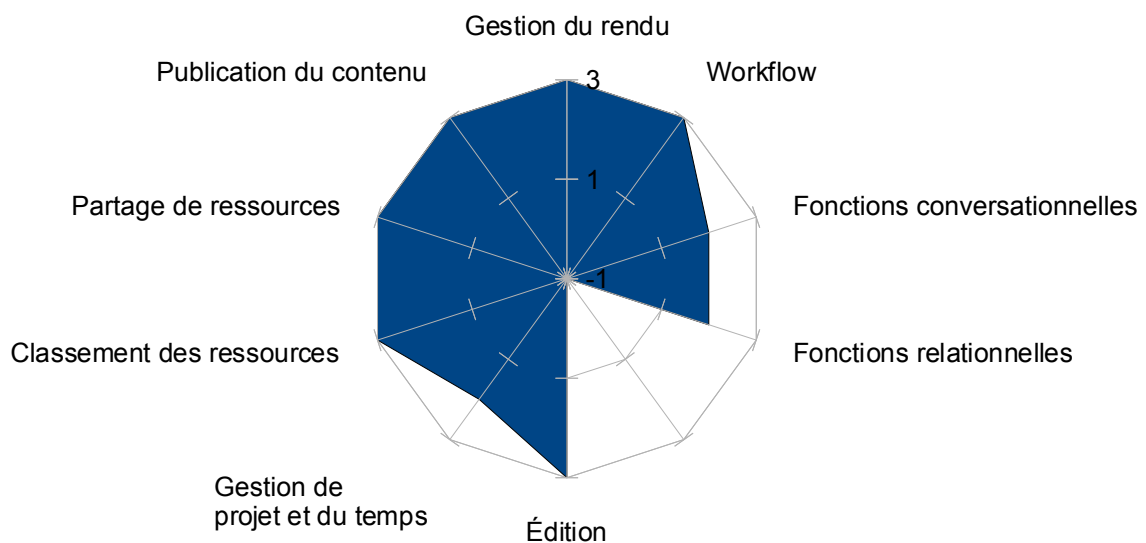 Gestion du rendu
Publication du contenu
Workflow
3
1
Partage de ressources
Fonctions conversationnelles
-1
Classement des ressources
Fonctions relationnelles
Gestion de
projet et du temps
Édition